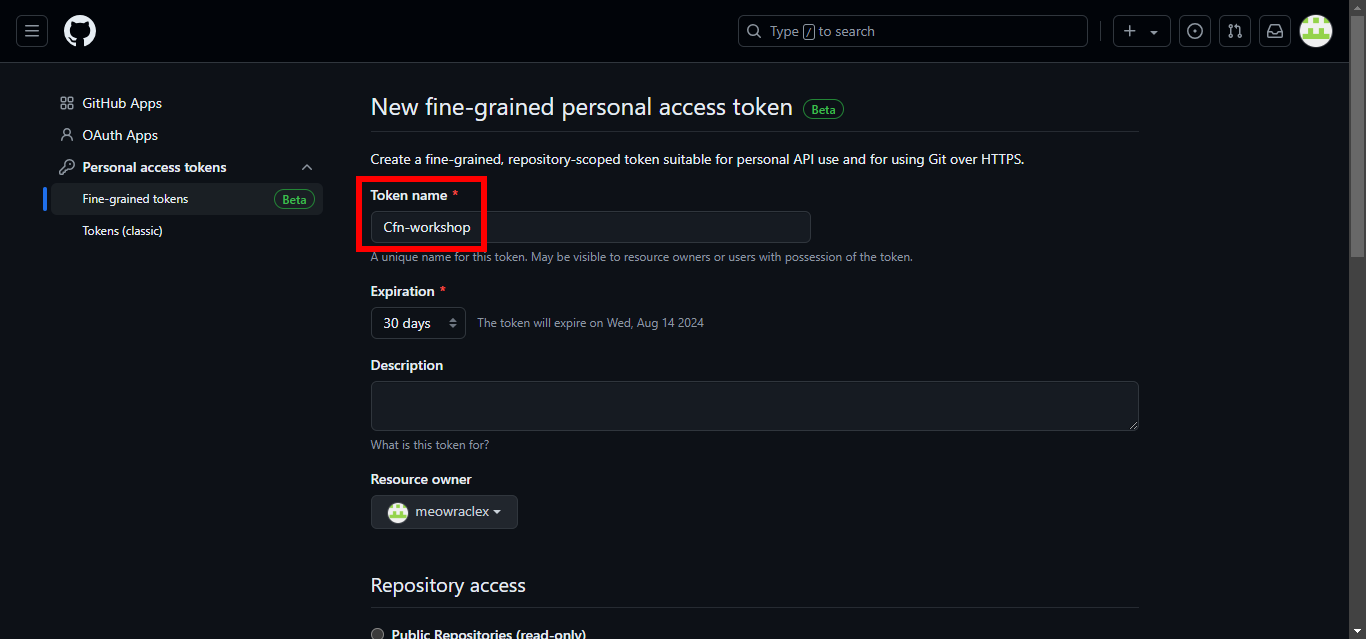 Type / to search
GitHub Apps
OAuth Apps
Personal access tokens
Fine-grained tokens Beta
Tokens (classic)
New fine-grained personal access token Beta
Create a fine-grained, repository-scoped token suitable for personal API use and for using Git over HTTPS.
Token name *
Cfn-workshop
A unique name for this token. May be visible to resource owners or users with possession of the token.
Expiration *
30 days The token will expire on Wed, Aug 14 2024
Description
What is this token for?
Resource owner
meowraclex
Repository access
Public Repositories (read-only)